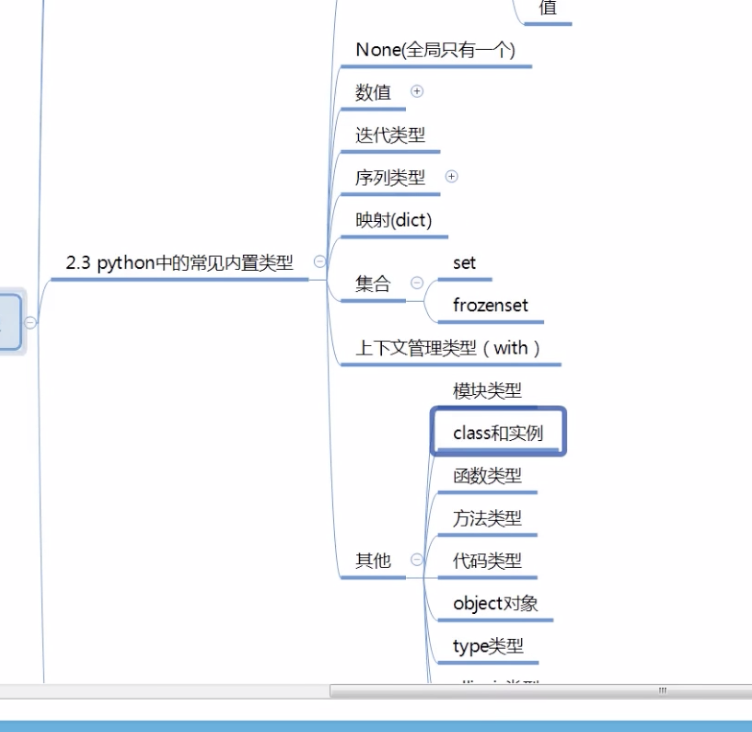 值
None(全局只有一个)
数值
迭代类型
序列类型
映射(dict)
2.3 python中的常见内置类型
集合
set
frozenset
上下文管理类型（with ）
模块类型
class和实例
函数类型
方法类型
其他
代码类型
object对象
type类型